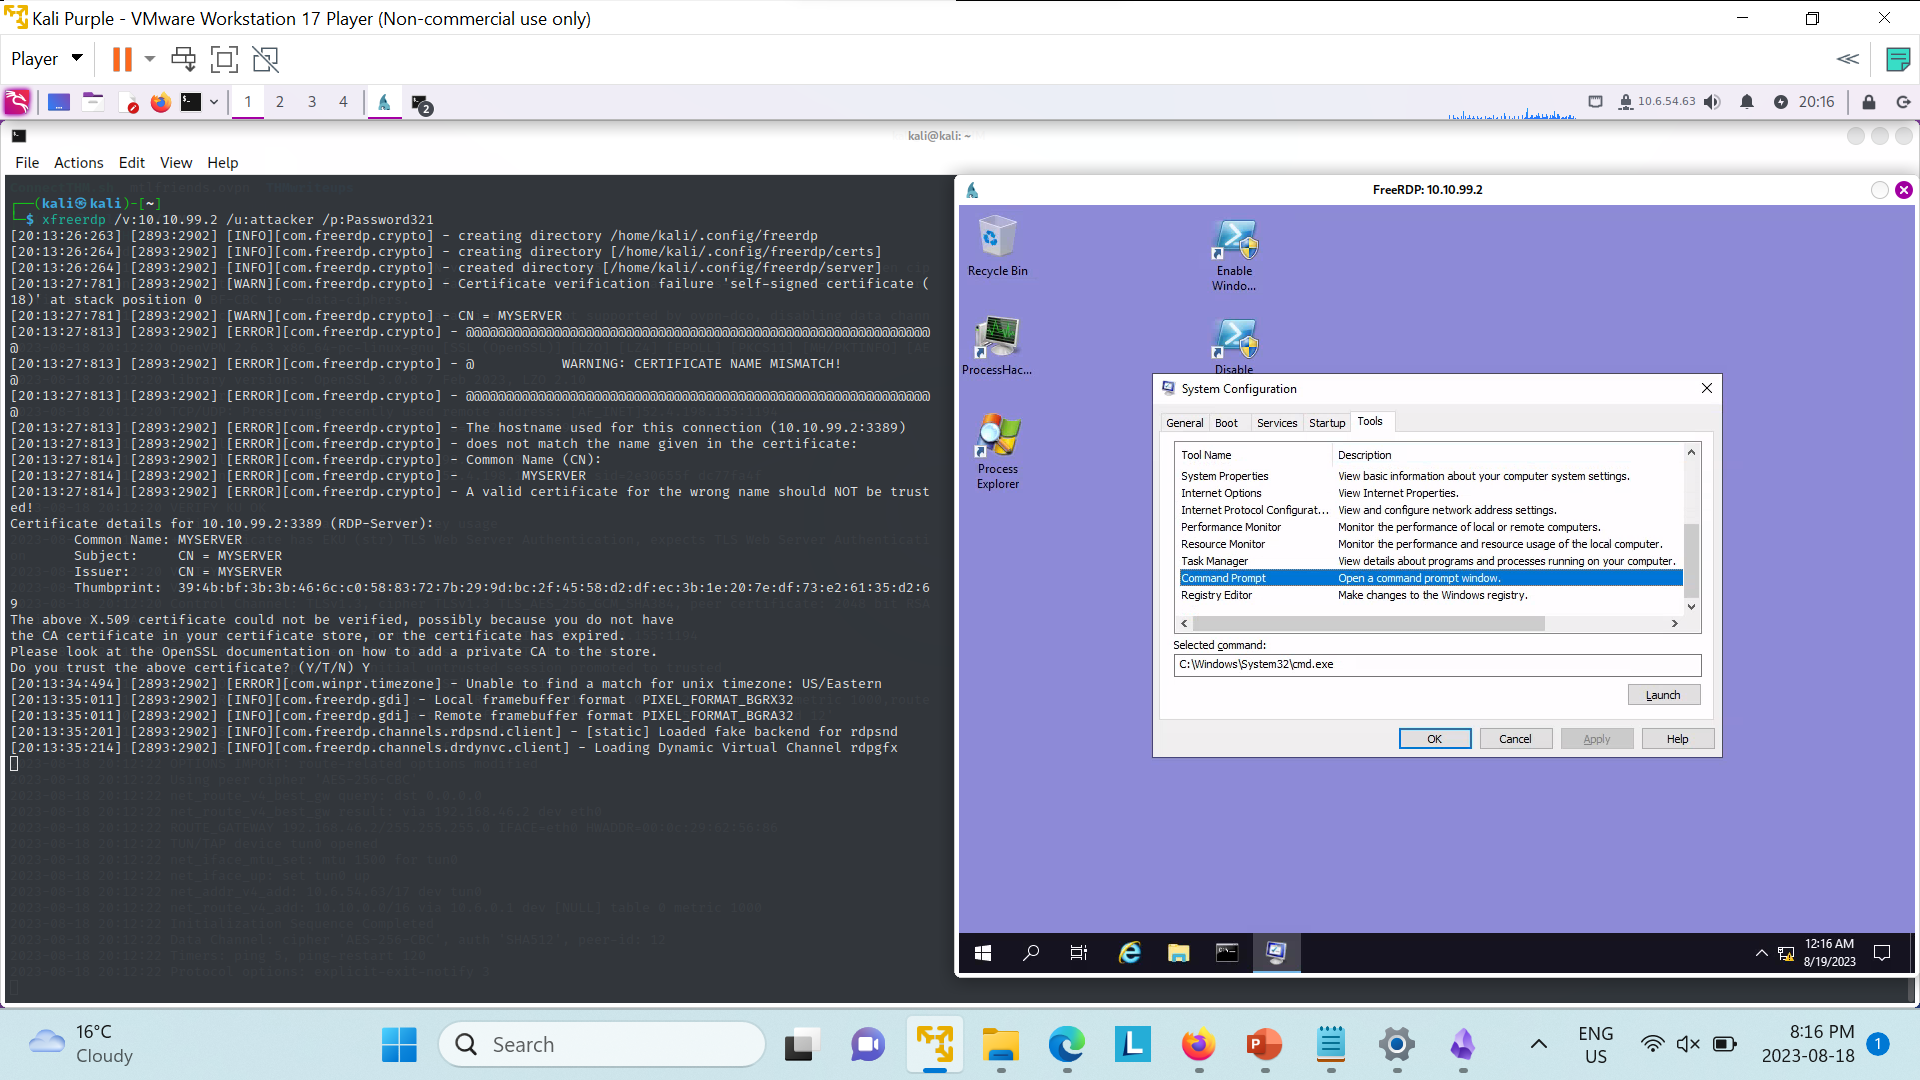 Kali Purple - VMware Workstation 17 Player (Non-commercial use only)
Player
1 2 3 4
2
10.6.54.63
20:16
kali@kali: ~
File Actions Edit View Help
┌──(kali㉿kali)-[~]
└─$ xfreerdp /v:10.10.99.2 /u:attacker /p:Password321
[20:13:26:263] [2893:2902] [INFO][com.freerdp.crypto] - creating directory /home/kali/.config/freerdp
[20:13:26:264] [2893:2902] [INFO][com.freerdp.crypto] - creating directory [/home/kali/.config/freerdp/certs]
[20:13:26:264] [2893:2902] [INFO][com.freerdp.crypto] - created directory [/home/kali/.config/freerdp/server]
[20:13:27:781] [2893:2902] [WARN][com.freerdp.crypto] - Certificate verification failure 'self-signed certificate (
18)' at stack position 0
[20:13:27:781] [2893:2902] [WARN][com.freerdp.crypto] - CN = MYSERVER
[20:13:27:813] [2893:2902] [ERROR][com.freerdp.crypto] - @@@@@@@@@@@@@@@@@@@@@@@@@@@@@@@@@@@@@@@@@@@@@@@@@@@@@@@@@@
@
[20:13:27:813] [2893:2902] [ERROR][com.freerdp.crypto] - @           WARNING: CERTIFICATE NAME MISMATCH!
@
[20:13:27:813] [2893:2902] [ERROR][com.freerdp.crypto] - @@@@@@@@@@@@@@@@@@@@@@@@@@@@@@@@@@@@@@@@@@@@@@@@@@@@@@@@@@
@
[20:13:27:813] [2893:2902] [ERROR][com.freerdp.crypto] - The hostname used for this connection (10.10.99.2:3389)
[20:13:27:813] [2893:2902] [ERROR][com.freerdp.crypto] - does not match the name given in the certificate:
[20:13:27:814] [2893:2902] [ERROR][com.freerdp.crypto] - Common Name (CN):
[20:13:27:814] [2893:2902] [ERROR][com.freerdp.crypto] -        MYSERVER
[20:13:27:814] [2893:2902] [ERROR][com.freerdp.crypto] - A valid certificate for the wrong name should NOT be trust
ed!
Certificate details for 10.10.99.2:3389 (RDP-Server):
Common Name: MYSERVER
Subject: CN = MYSERVER
Issuer: CN = MYSERVER
Thumbprint: 39:4b:bf:3b:3b:46:6c:c0:58:83:72:7b:29:9d:bc:2f:45:58:d2:df:ec:3b:1e:20:7e:df:73:e2:61:35:d2:6
9
The above X.509 certificate could not be verified, possibly because you do not have
the CA certificate in your certificate store, or the certificate has expired.
Please look at the OpenSSL documentation on how to add a private CA to the store.
Do you trust the above certificate? (Y/T/N) Y
[20:13:34:494] [2893:2902] [ERROR][com.winpr.timezone] - Unable to find a match for unix timezone: US/Eastern
[20:13:35:011] [2893:2902] [INFO][com.freerdp.gdi] - Local framebuffer format  PIXEL_FORMAT_BGRX32
[20:13:35:011] [2893:2902] [INFO][com.freerdp.gdi] - Remote framebuffer format PIXEL_FORMAT_BGRA32
[20:13:35:201] [2893:2902] [INFO][com.freerdp.channels.rdpsnd.client] - [static] Loaded fake backend for rdpsnd
[20:13:35:214] [2893:2902] [INFO][com.freerdp.channels.drdynvc.client] - Loading Dynamic Virtual Channel rdpgfx
FreeRDP: 10.10.99.2
Recycle Bin
Enable
Windo...
ProcessHac...
Disable
Process
Explorer
System Configuration
General Boot Services Startup Tools
Tool Name Description
System Properties View basic information about your computer system settings.
Internet Options View Internet Properties.
Internet Protocol Configurat... View and configure network address settings.
Performance Monitor Monitor the performance of local or remote computers.
Resource Monitor Monitor the performance and resource usage of the local computer.
Task Manager View details about programs and processes running on your computer.
Command Prompt Open a command prompt window.
Registry Editor Make changes to the Windows registry.
Selected command:
C:\Windows\System32\cmd.exe
Launch
OK Cancel Apply Help
12:16 AM
8/19/2023
16°C
Cloudy
Search
ENG
US
8:16 PM
2023-08-18
1